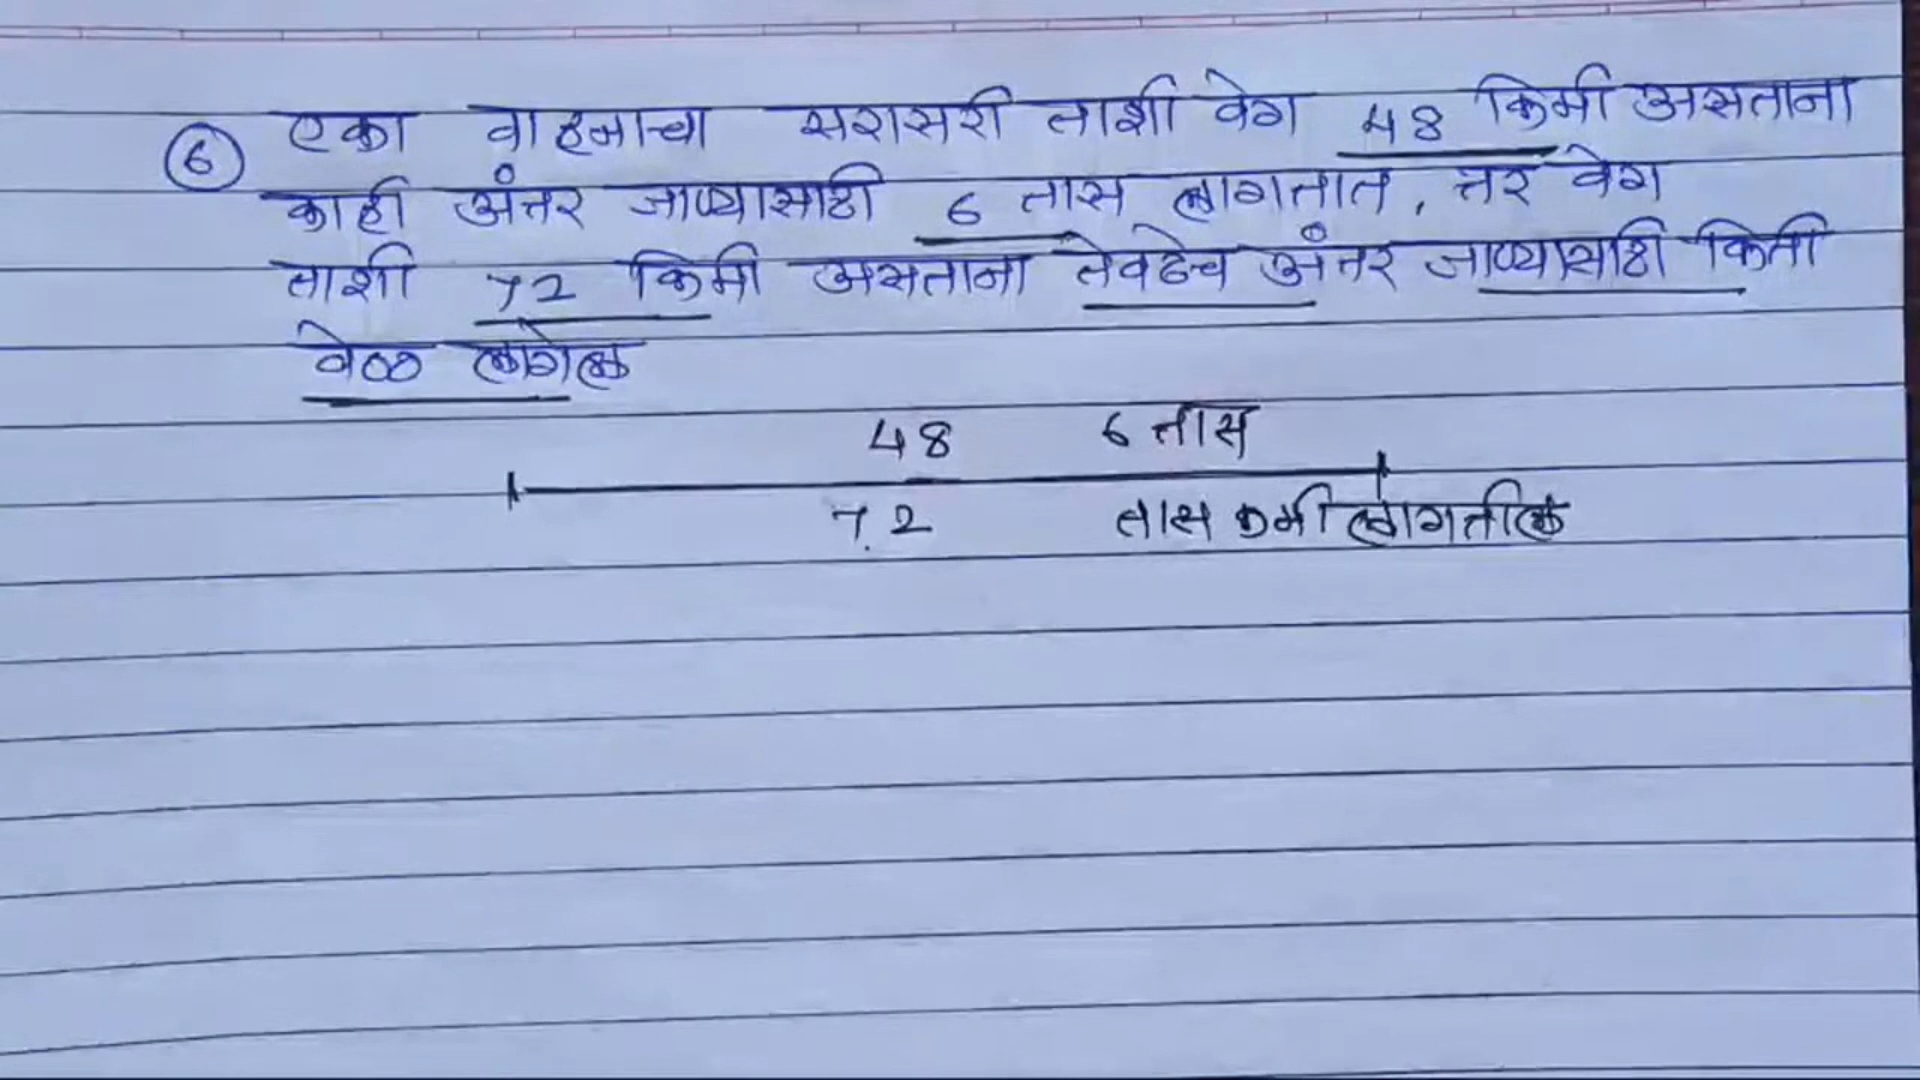 6 एका वाहनाचा सरासरी ताशी वेग 48 किमी असताना
काही अंतर जाण्यासाठी 6 तास लागतात, तर वेग
ताशी 72 किमी असताना तेवढेच अंतर जाण्यासाठी किती
वेळ लागेल
48 6 तास
72 तास कमी लागतील